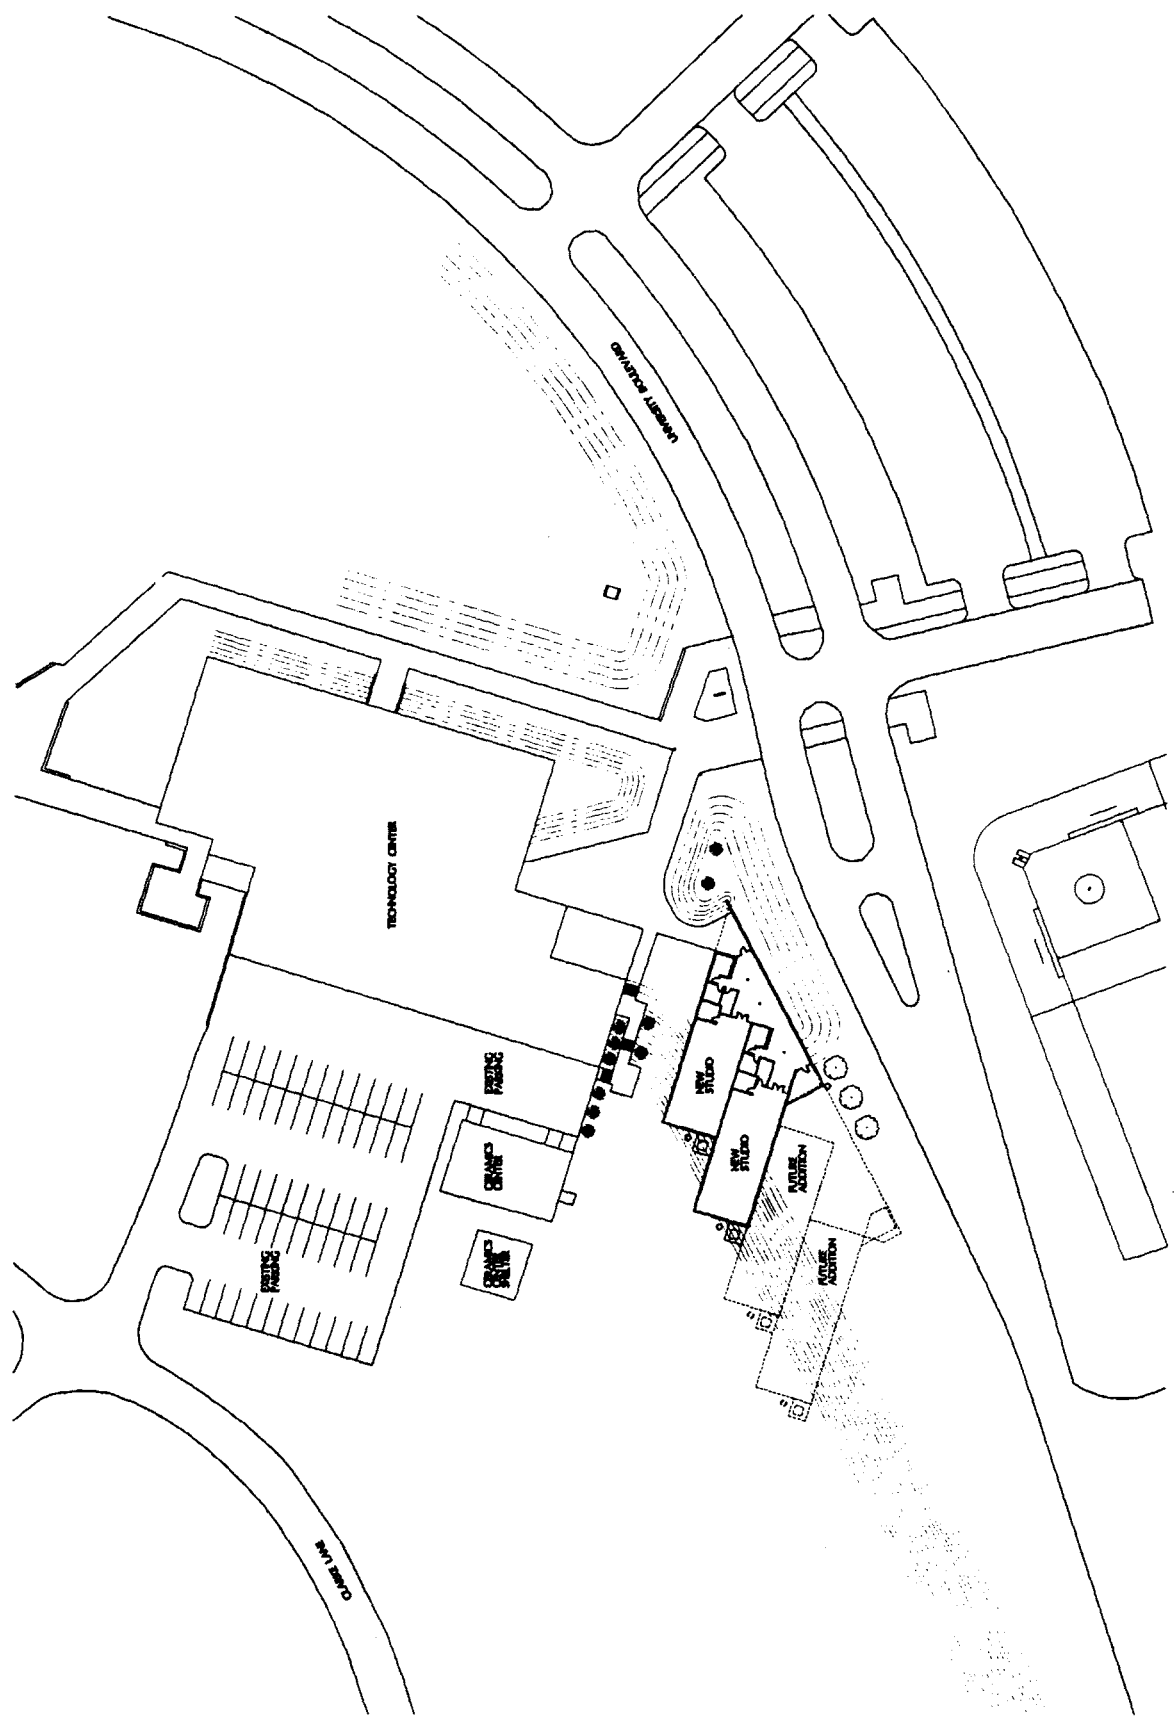 UNIVERSITY BOULEVARD
TECHNOLOGY CENTER
EXISTING
PARKING
NEW
STUDIO
NEW
STUDIO
CERAMICS
CENTER
FUTURE
ADDITION
CERAMICS
CENTER
SHELTER
EXISTING
PARKING
FUTURE
ADDITION
CLARKE LANE